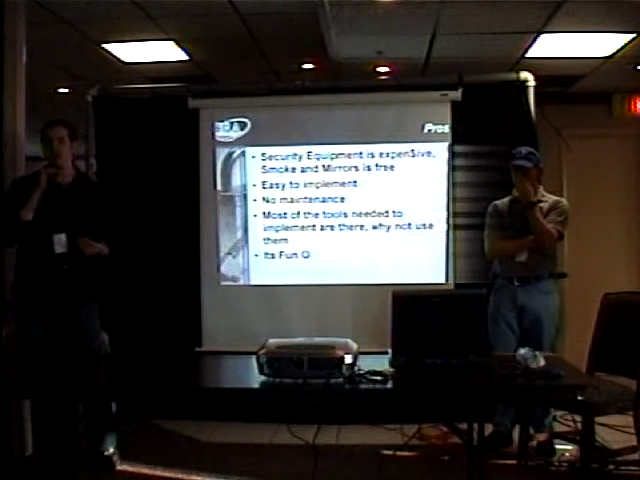 Pros
• Security Equipment is expen$ive,
Smoke and Mirrors is free
• Easy to implement
• No maintenance
• Most of the tools needed to
implement are there, why not use
them
• Its Fun